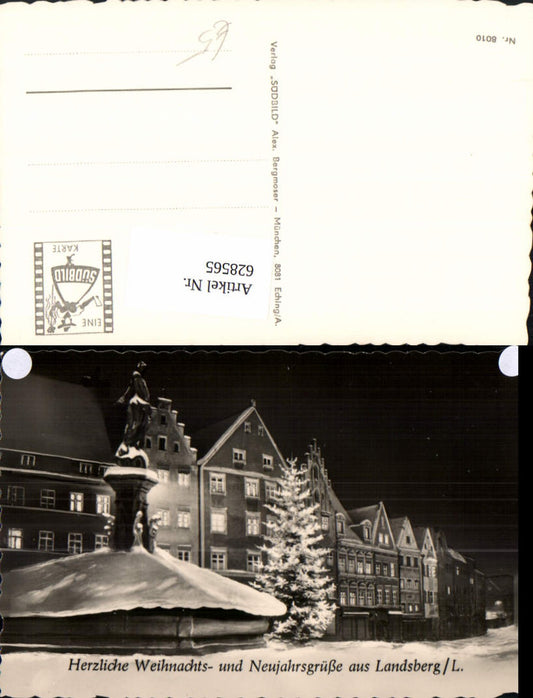 Nr. 8010
Verlag „SÜDBILD" Alex. Bergmoser – München, 8081 Eching/A.
EINE
SÜDBILD
KARTE
Artikel Nr.
628565
Herzliche Weihnachts- und Neujahrsgrüße aus Landsberg/L.